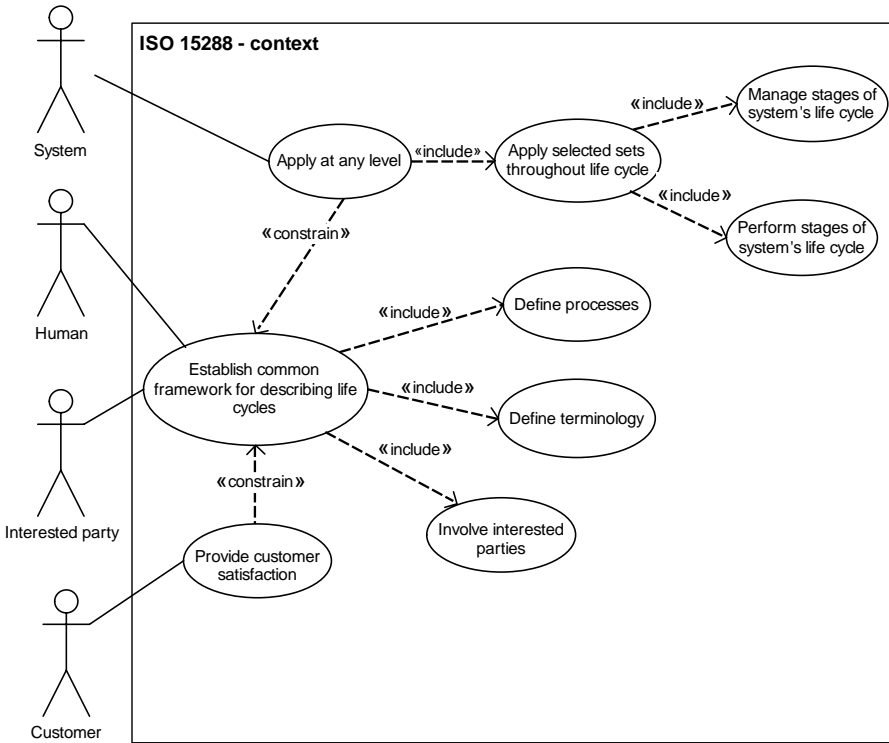 ISO 15288 - context
System
Human
Interested party
Customer
Apply at any level
«include»
Apply selected sets
throughout life cycle
«include»
Manage stages of
system's life cycle
«include»
Perform stages of
system's life cycle
«constrain»
Establish common
framework for describing life
cycles
«include»
Define processes
«include»
Define terminology
«include»
Involve interested
parties
«constrain»
Provide customer
satisfaction